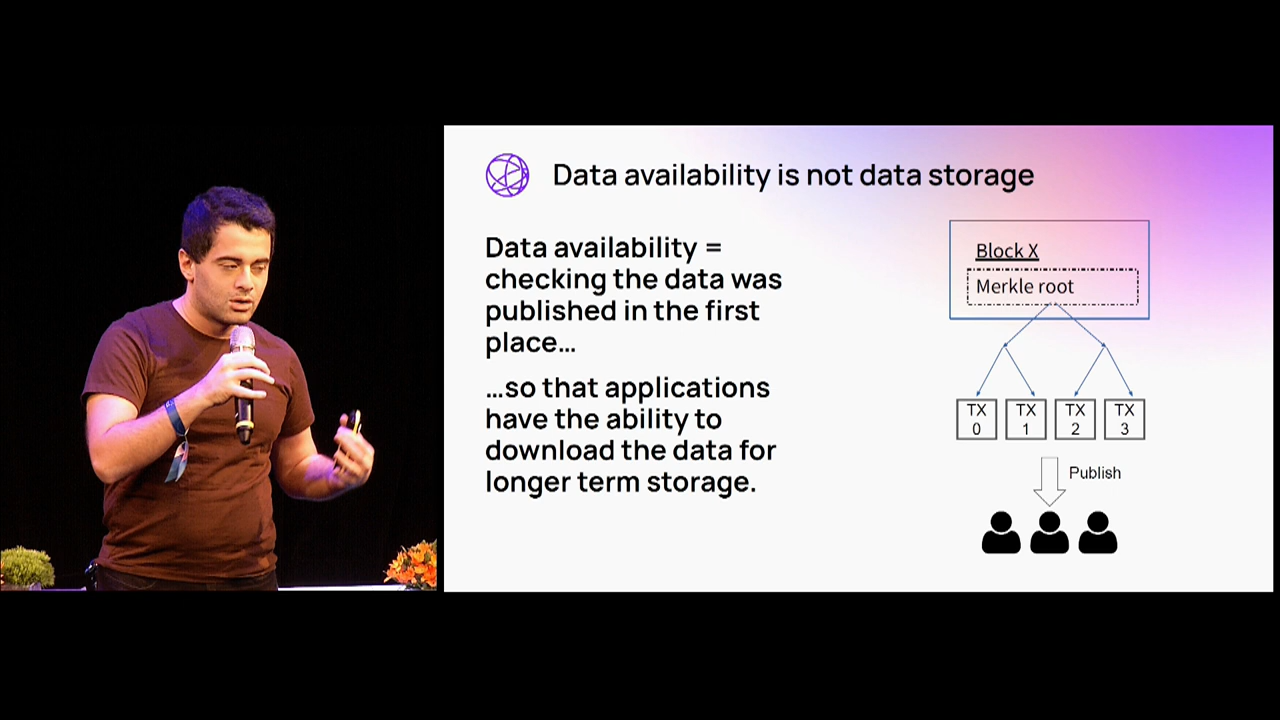 Data availability is not data storage
Data availability =
checking the data was
published in the first
place…
…so that applications
have the ability to
download the data for
longer term storage.
Block X
Merkle root
TX
0
TX
1
TX
2
TX
3
Publish